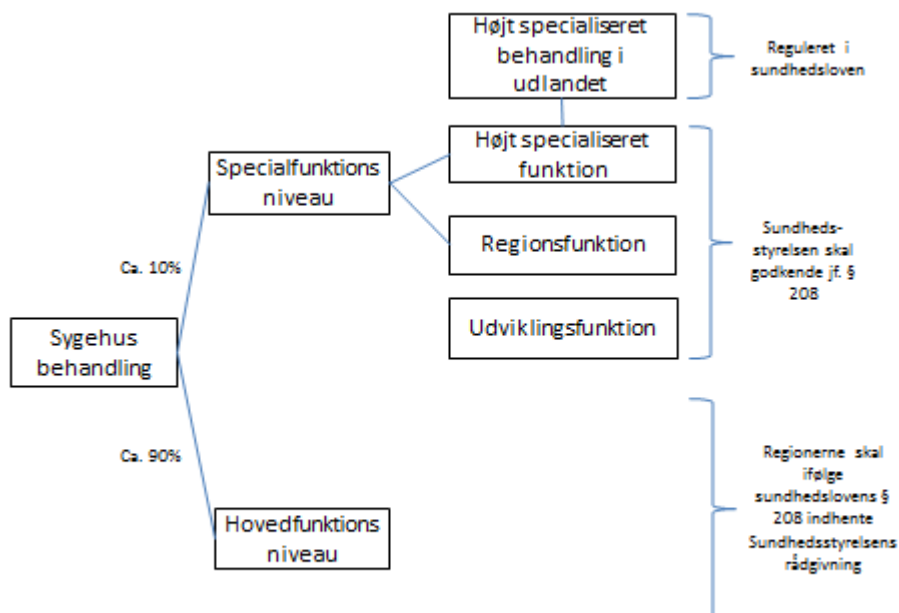 Højt specialiseret
behandling i
udlandet
Reguleret i
sundhedsloven
Højt specialiseret
funktion
Specialfunktions
niveau
Regionsfunktion
Sundheds-
styrelsen skal
godkende jf. §
208
Ca. 10%
Udviklingsfunktion
Sygehus
behandling
Ca. 90%
Regionerne skal
ifølge
sundhedslovens §
208 indhente
Sundhedsstyrelsens
rådgivning
Hovedfunktions
niveau